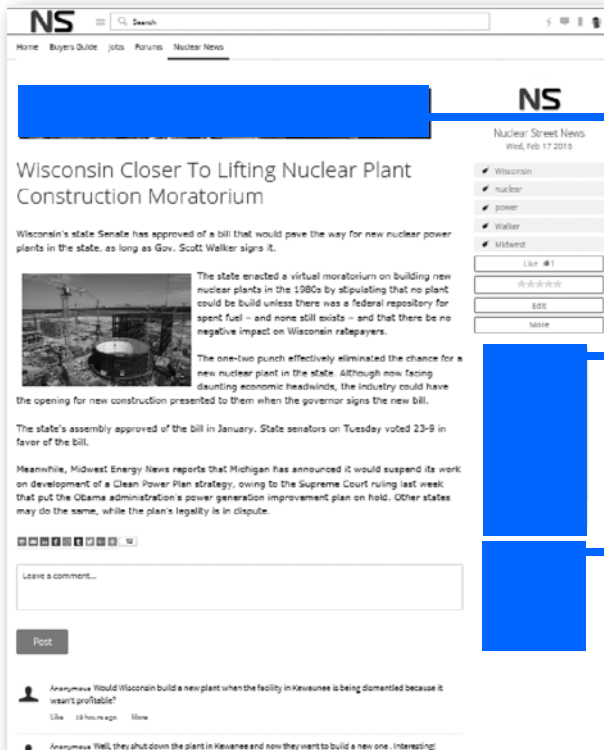 NS
Search
Home Buyers Guide Jobs Forums Nuclear News
NS
Nuclear Street News
Wed, Feb 17 2016
Wisconsin
nuclear
power
Walker
Midwest
Like 1
Edit
More
Wisconsin Closer To Lifting Nuclear Plant
Construction Moratorium
Wisconsin's state Senate has approved of a bill that would pave the way for new nuclear power
plants in the state, as long as Gov. Scott Walker signs it.
The state enacted a virtual moratorium on building new
nuclear plants in the 1980s by stipulating that no plant
could be build unless there was a federal repository for
spent fuel – and none still exists – and that there be no
negative impact on Wisconsin ratepayers.
The one-two punch effectively eliminated the chance for a
new nuclear plant in the state. Although now facing
daunting economic headwinds, the industry could have
the opening for new construction presented to them when the governor signs the new bill.
The state's assembly approved of the bill in January. State senators on Tuesday voted 23-9 in
favor of the bill.
Meanwhile, Midwest Energy News reports that Michigan has announced it would suspend its work
on development of a Clean Power Plan strategy, owing to the Supreme Court ruling last week
that put the Obama administration's power generation improvement plan on hold. Other states
may do the same, while the plan's legality is in dispute.
Leave a comment...
Post
Anonymous Would Wisconsin build a new plant when the facility in Kewaunee is being dismantled because it
wasn't profitable?
Like 19 hours ago More
Anonymous Well, they shut down the plant in Kewanee and now they want to build a new one. Interesting!